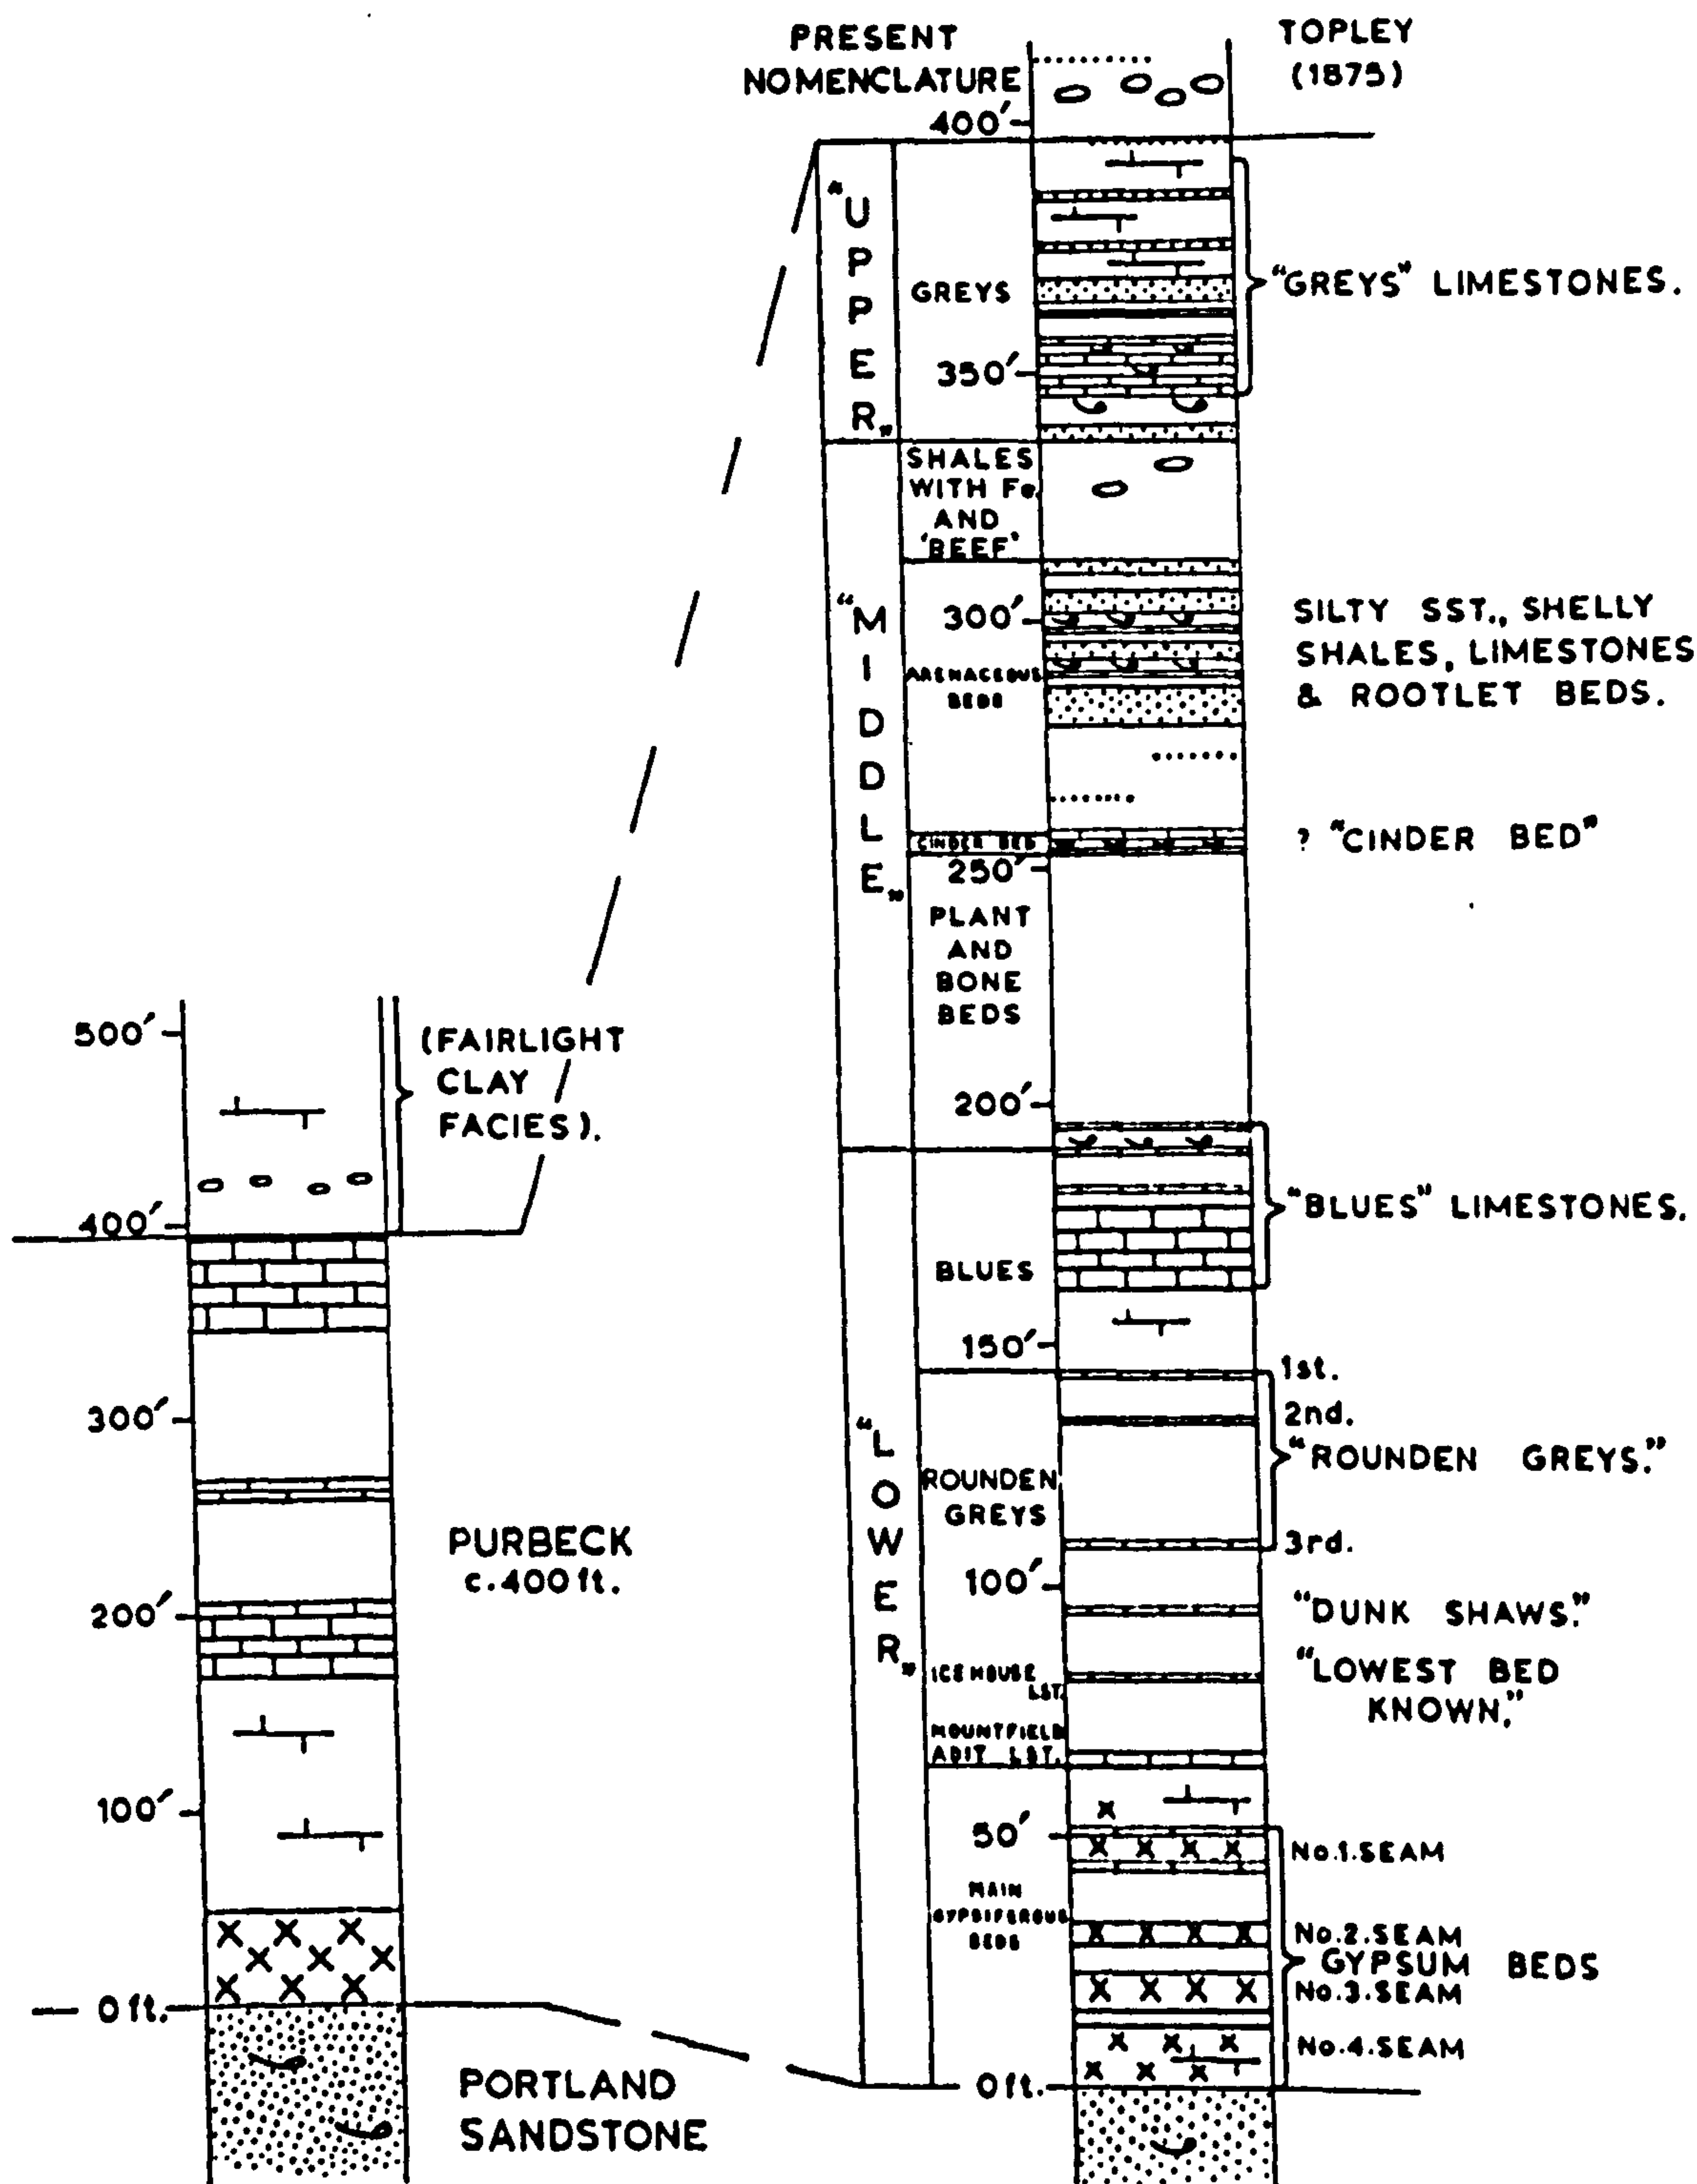 PRESENT
NOMENCLATURE
TOPLEY
(1875)
400′
"UPPER"
GREYS
"GREYS" LIMESTONES.
350′
SHALES
WITH Fe.
AND
'BEEF'
"MIDDLE"
300′
SILTY SST., SHELLY
SHALES, LIMESTONES
& ROOTLET BEDS.
ARENACEOUS
BEDS
CINDER BED
? "CINDER BED"
250′
PLANT
AND
BONE
BEDS
200′
"BLUES" LIMESTONES.
BLUES
150′
"LOWER"
1st.
2nd.
"ROUNDEN GREYS."
ROUNDEN
GREYS
3rd.
100′
"DUNK SHAWS."
ICE HOUSE
LST.
"LOWEST BED
KNOWN."
MOUNTFIELD
ADIT LST.
50′
No.1.SEAM
MAIN
GYPSIFEROUS
BEDS
No.2.SEAM
GYPSUM BEDS
No.3.SEAM
No.4.SEAM
0 ft.
500′
(FAIRLIGHT
CLAY
FACIES).
400′
300′
PURBECK
c.400 ft.
200′
100′
0 ft.
PORTLAND
SANDSTONE